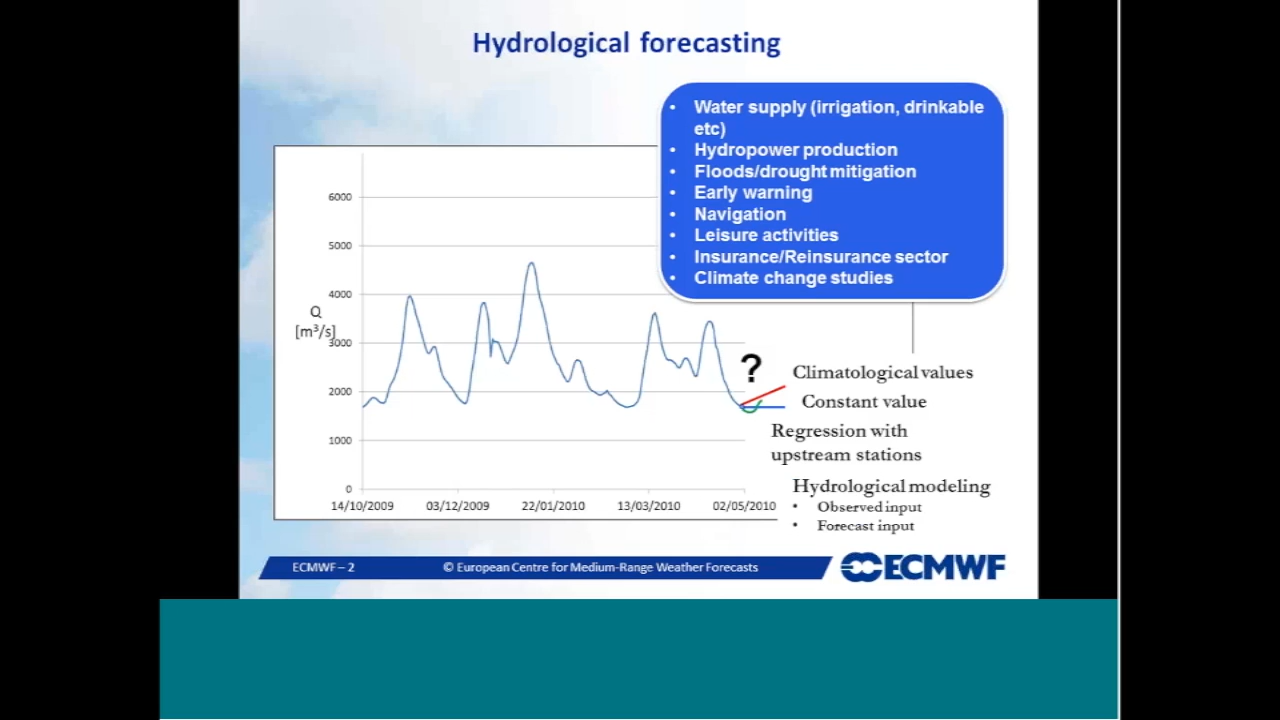 Hydrological forecasting
• Water supply (irrigation, drinkable
etc)
• Hydropower production
• Floods/drought mitigation
• Early warning
• Navigation
• Leisure activities
• Insurance/Reinsurance sector
• Climate change studies
6000
5000
4000
Q
[m³/s]
3000
2000
1000
0
14/10/2009 03/12/2009 22/01/2010 13/03/2010 02/05/2010
?
Climatological values
Constant value
Regression with
upstream stations
Hydrological modeling
• Observed input
• Forecast input
ECMWF – 2 © European Centre for Medium-Range Weather Forecasts ECMWF